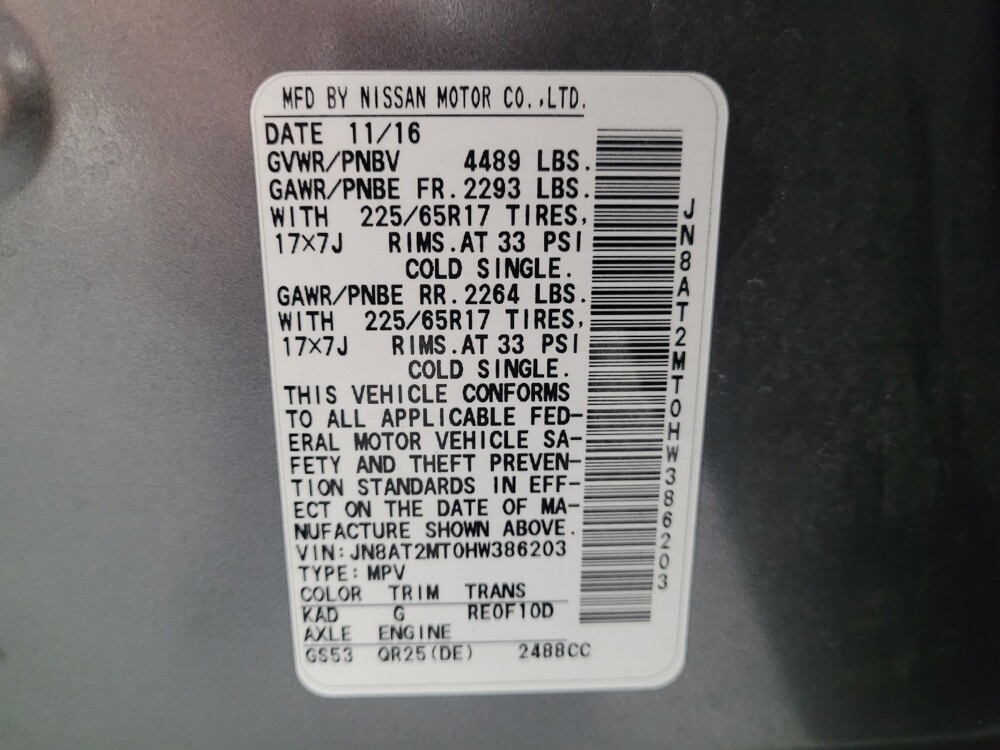 MFD BY NISSAN MOTOR CO.,LTD.
DATE 11/16
GVWR/PNBV 4489 LBS.
GAWR/PNBE FR.2293 LBS.
WITH 225/65R17 TIRES,
17×7J RIMS.AT 33 PSI
COLD SINGLE.
GAWR/PNBE RR.2264 LBS.
WITH 225/65R17 TIRES,
17×7J RIMS.AT 33 PSI
COLD SINGLE.
THIS VEHICLE CONFORMS
TO ALL APPLICABLE FED-
ERAL MOTOR VEHICLE SA-
FETY AND THEFT PREVEN-
TION STANDARDS IN EFF-
ECT ON THE DATE OF MA-
NUFACTURE SHOWN ABOVE.
VIN:JN8AT2MT0HW386203
TYPE:MPV
COLOR TRIM TRANS
KAD G RE0F10D
AXLE ENGINE
GS53 QR25(DE) 2488CC
JN8AT2MT0HW386203